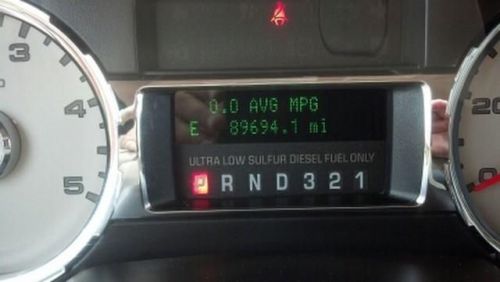 0.0 AVG MPG
E 89694.1 mi
ULTRA LOW SULFUR DIESEL FUEL ONLY
P R N D 3 2 1
3
4
5
20
0